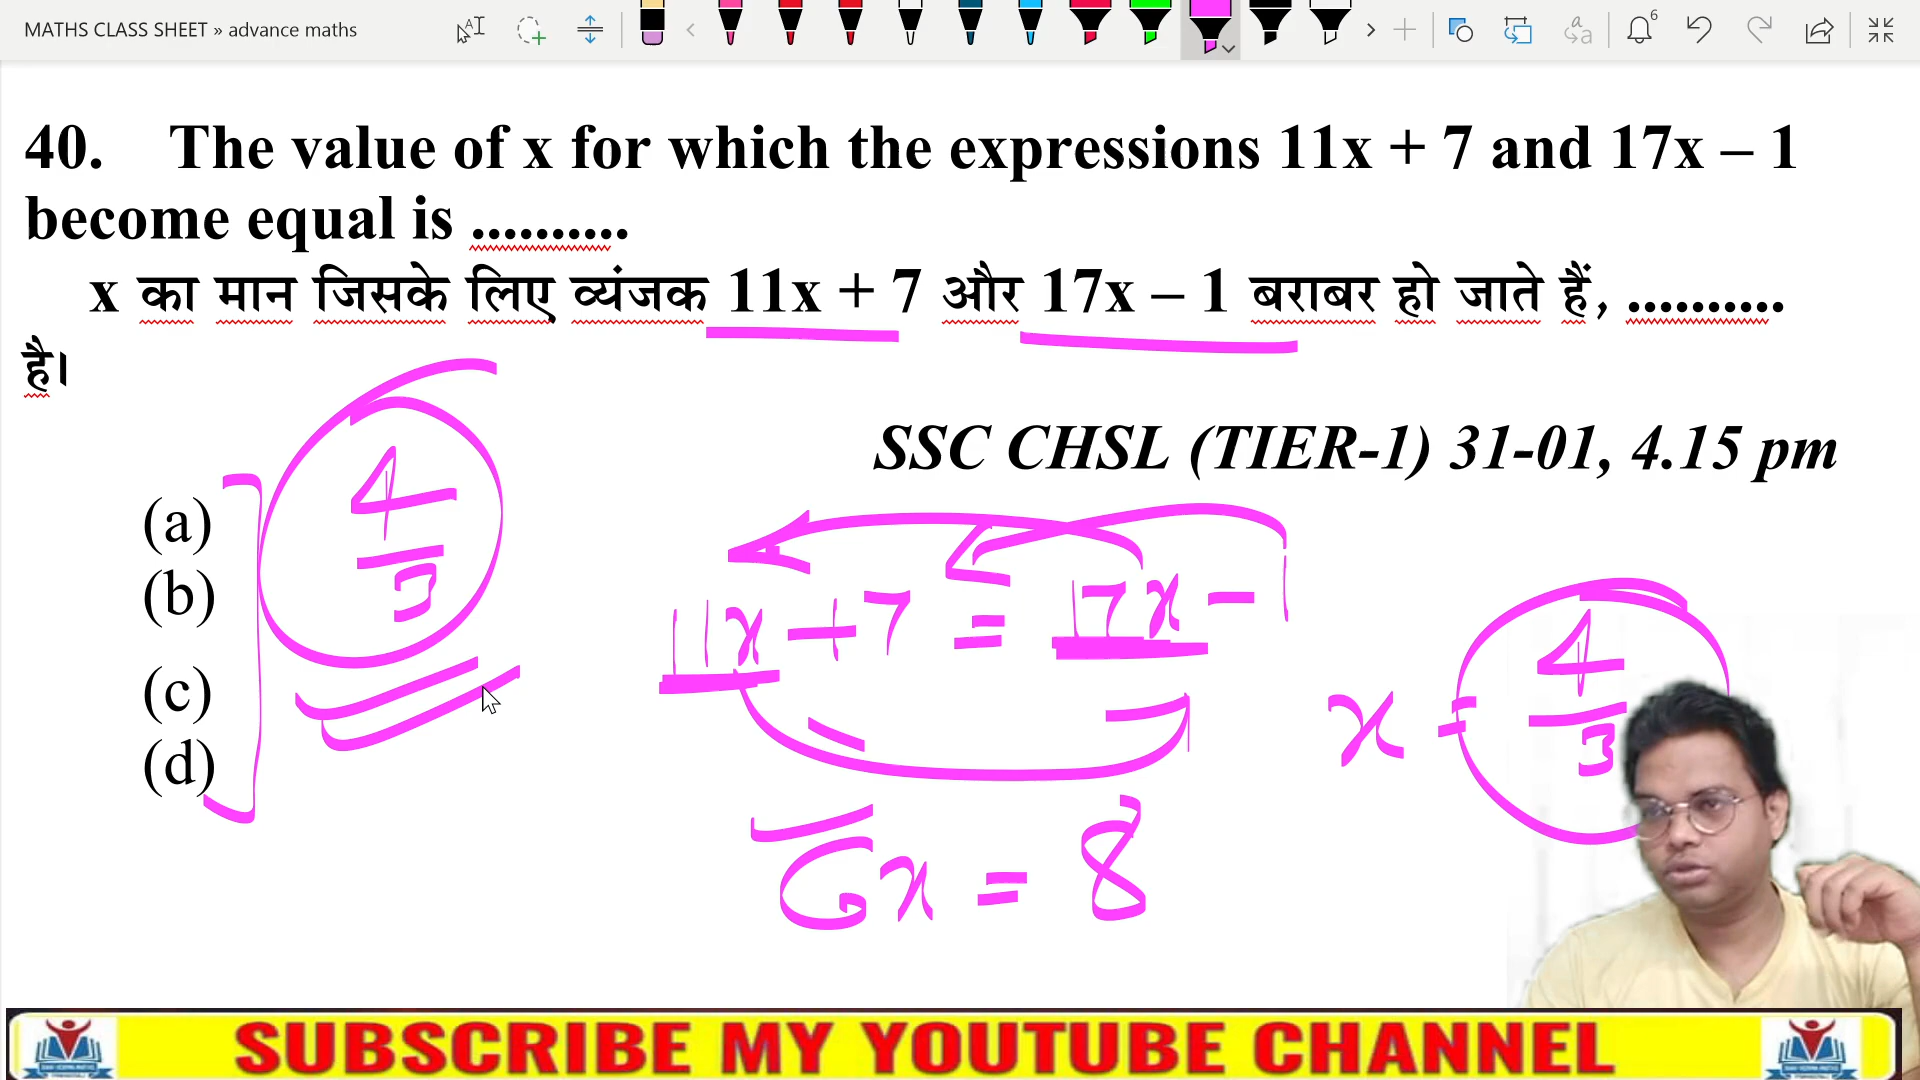 MATHS CLASS SHEET » advance maths
6
40. The value of x for which the expressions 11x + 7 and 17x – 1
become equal is ..........
x का मान जिसके लिए व्यंजक 11x + 7 और 17x – 1 बराबर हो जाते हैं, ..........
है।
SSC CHSL (TIER-1) 31-01, 4.15 pm
(a)
(b)
(c)
(d)
4/3
11x + 7 = 17x - 1
6x = 8
x = 4/3
SUBSCRIBE MY YOUTUBE CHANNEL